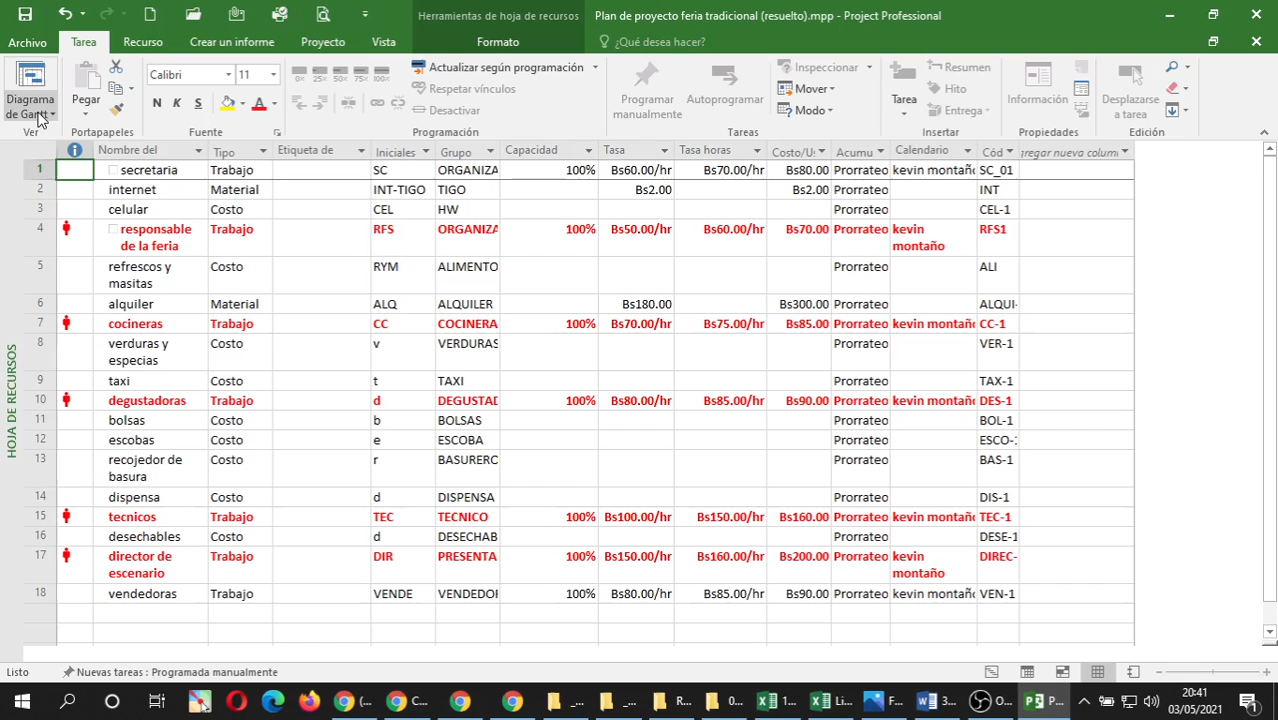 Herramientas de hoja de recursos
Plan de proyecto feria tradicional (resuelto).mpp - Project Professional
Archivo Tarea Recurso Crear un informe Proyecto Vista Formato ¿Qué desea hacer?
Diagrama de Gantt
Ver
Pegar
Portapapeles
Calibri 11
N K S A
Fuente
0% 25% 50% 75% 100%
Actualizar según programación
Respetar vínculos
Desactivar
Programación
Programar manualmente
Autoprogramar
Inspeccionar
Mover
Modo
Tareas
Tarea
Resumen
Hito
Entrega
Insertar
Información
Propiedades
Desplazarse a tarea
Edición
Nombre del Tipo Etiqueta de Iniciales Grupo Capacidad Tasa Tasa horas Costo/Us Acumu Calendario Cód gregar nueva colum
1 secretaria Trabajo SC ORGANIZA 100% Bs60.00/hr Bs70.00/hr Bs80.00 Prorrateo kevin montaño SC_01
2 internet Material INT-TIGO TIGO Bs2.00 Bs2.00 Prorrateo INT
3 celular Costo CEL HW Prorrateo CEL-1
4 responsable de la feria Trabajo RFS ORGANIZA 100% Bs50.00/hr Bs60.00/hr Bs70.00 Prorrateo kevin montaño RFS1
5 refrescos y masitas Costo RYM ALIMENTO Prorrateo ALI
6 alquiler Material ALQ ALQUILER Bs180.00 Bs300.00 Prorrateo ALQUI-
7 cocineras Trabajo CC COCINERA 100% Bs70.00/hr Bs75.00/hr Bs85.00 Prorrateo kevin montaño CC-1
8 verduras y especias Costo v VERDURAS Prorrateo VER-1
9 taxi Costo t TAXI Prorrateo TAX-1
10 degustadoras Trabajo d DEGUSTAD 100% Bs80.00/hr Bs85.00/hr Bs90.00 Prorrateo kevin montaño DES-1
11 bolsas Costo b BOLSAS Prorrateo BOL-1
12 escobas Costo e ESCOBA Prorrateo ESCO-1
13 recojedor de basura Costo r BASURERO Prorrateo BAS-1
14 dispensa Costo d DISPENSA Prorrateo DIS-1
15 tecnicos Trabajo TEC TECNICO 100% Bs100.00/hr Bs150.00/hr Bs160.00 Prorrateo kevin montaño TEC-1
16 desechables Costo d DESECHAB Prorrateo DESE-1
17 director de escenario Trabajo DIR PRESENTA 100% Bs150.00/hr Bs160.00/hr Bs200.00 Prorrateo kevin montaño DIREC-
18 vendedoras Trabajo VENDE VENDEDOR 100% Bs80.00/hr Bs85.00/hr Bs90.00 Prorrateo kevin montaño VEN-1
HOJA DE RECURSOS
Listo Nuevas tareas : Programada manualmente
(... C... _... _... R... 0... 1... Li... F... 3... O... P...
20:41
03/05/2021
1